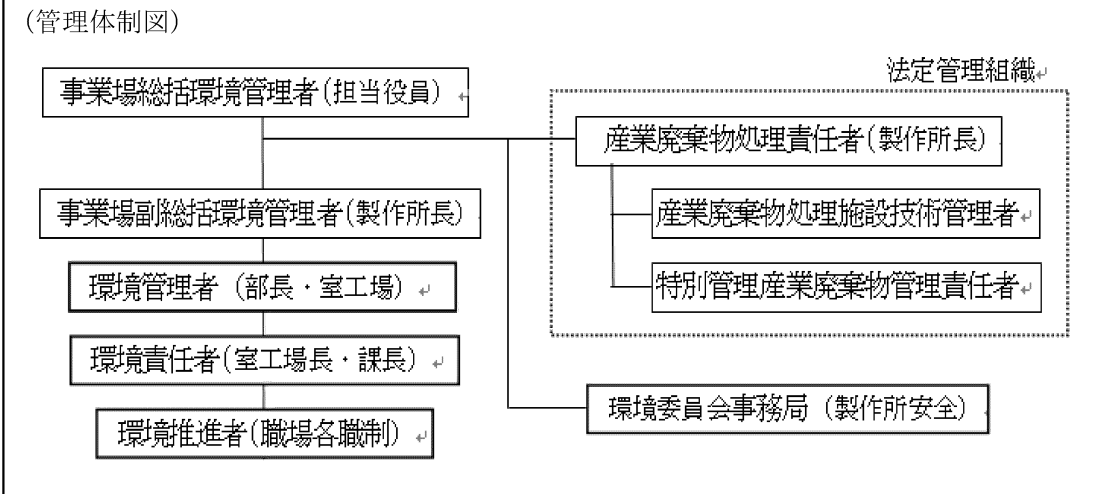 （管理体制図）
事業場総括環境管理者（担当役員）
事業場副総括環境管理者（製作所長）
環境管理者（部長・室工場）
環境責任者（室工場長・課長）
環境推進者（職場各職制）
法定管理組織
産業廃棄物処理責任者（製作所長）
産業廃棄物処理施設技術管理者
特別管理産業廃棄物管理責任者
環境委員会事務局（製作所安全）